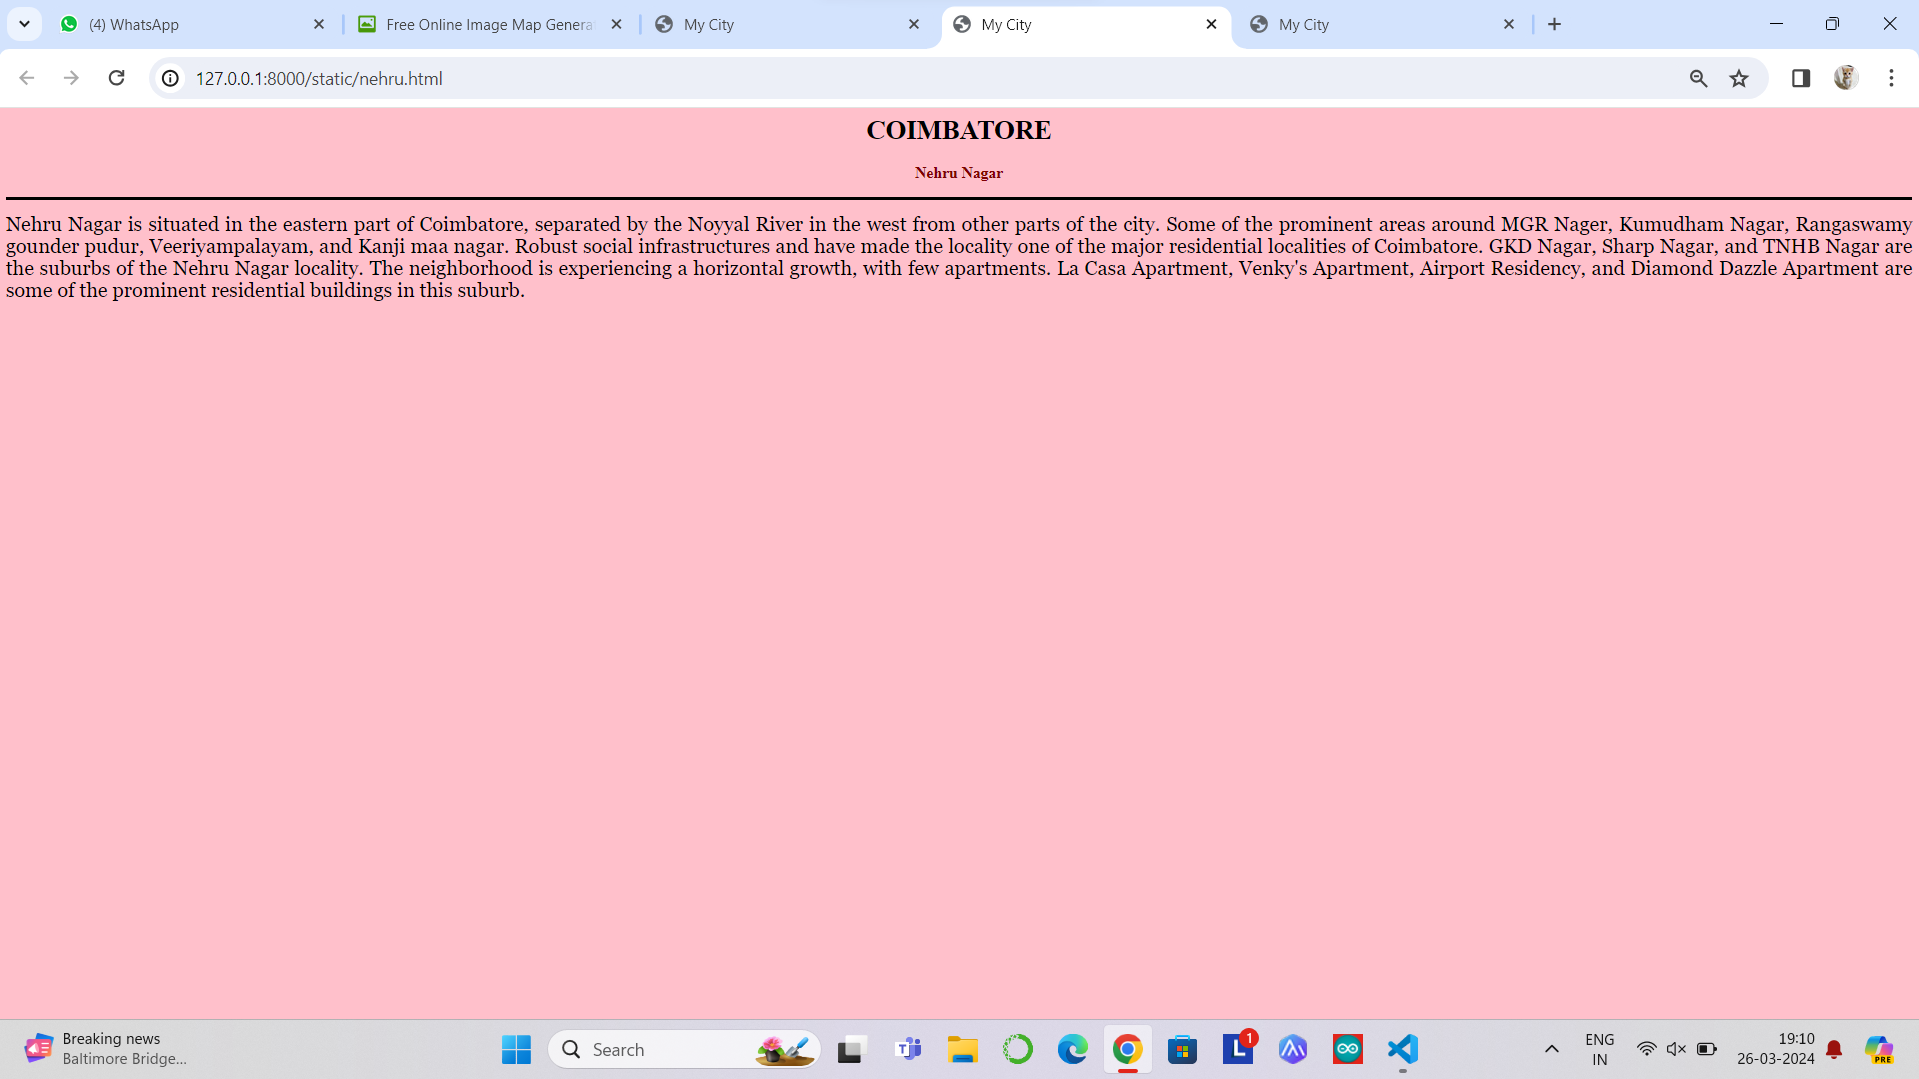 (4) WhatsApp
Free Online Image Map Genera
My City
My City
My City
127.0.0.1:8000/static/nehru.html
COIMBATORE
Nehru Nagar
Nehru Nagar is situated in the eastern part of Coimbatore, separated by the Noyyal River in the west from other parts of the city. Some of the prominent areas around MGR Nager, Kumudham Nagar, Rangaswamy
gounder pudur, Veeriyampalayam, and Kanji maa nagar. Robust social infrastructures and have made the locality one of the major residential localities of Coimbatore. GKD Nagar, Sharp Nagar, and TNHB Nagar are
the suburbs of the Nehru Nagar locality. The neighborhood is experiencing a horizontal growth, with few apartments. La Casa Apartment, Venky's Apartment, Airport Residency, and Diamond Dazzle Apartment are
some of the prominent residential buildings in this suburb.
Breaking news
Baltimore Bridge...
Search
L
1
ENG
IN
19:10
26-03-2024
PRE